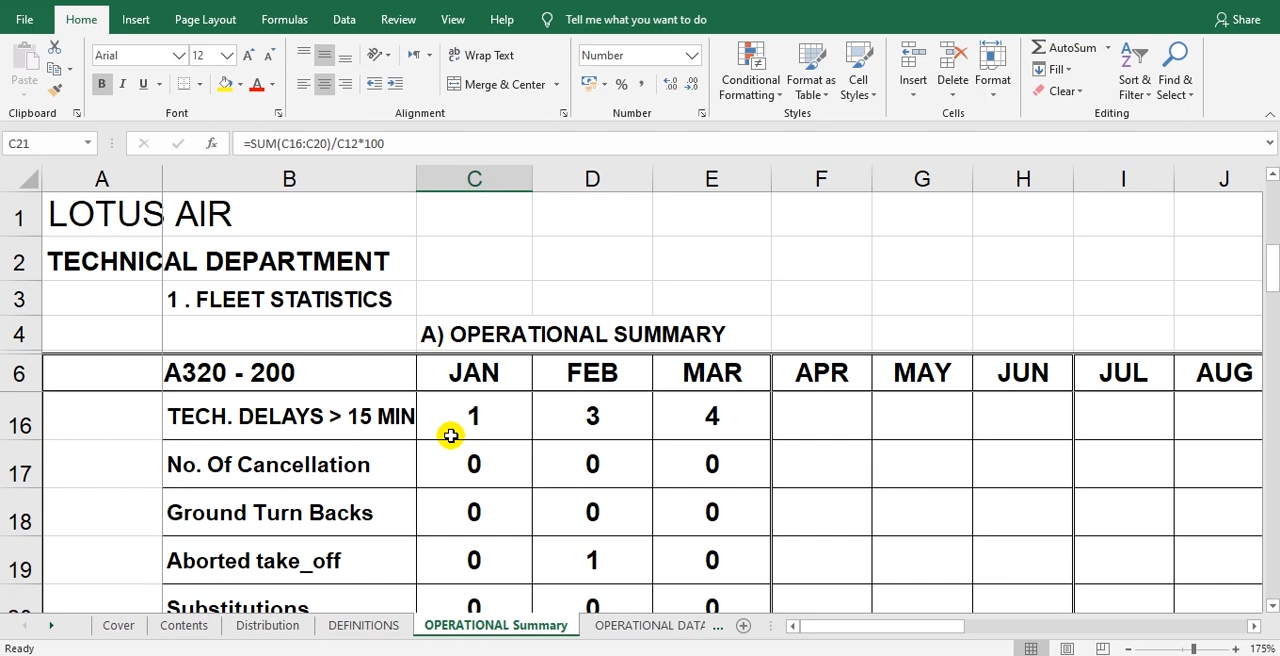 File Home Insert Page Layout Formulas Data Review View Help Tell me what you want to do Share
Arial 12 A A Wrap Text Number AutoSum
Paste B I U A Merge & Center % , Conditional Formatting Format as Table Cell Styles Insert Delete Format Fill Clear Sort & Filter Find & Select
Clipboard Font Alignment Number Styles Cells Editing
C21 fx =SUM(C16:C20)/C12*100
A B C D E F G H I J
1 LOTUS AIR
2 TECHNICAL DEPARTMENT
3 1 . FLEET STATISTICS
4 A) OPERATIONAL SUMMARY
6 A320 - 200 JAN FEB MAR APR MAY JUN JUL AUG
16 TECH. DELAYS > 15 MIN 1 3 4
17 No. Of Cancellation 0 0 0
18 Ground Turn Backs 0 0 0
19 Aborted take_off 0 1 0
20 Substitutions 0 0 0
Cover Contents Distribution DEFINITIONS OPERATIONAL Summary OPERATIONAL DATA ...
Ready 175%